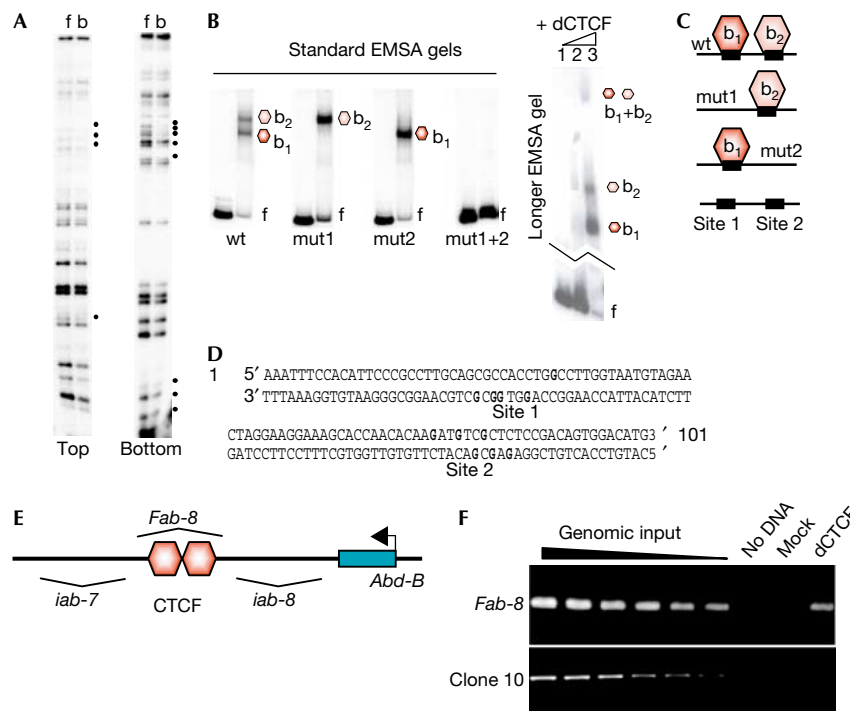 A
f b f b
Top Bottom
B
Standard EMSA gels
b2
b1
f
wt
b2
f
mut1
b1
f
mut2
f
mut1+2
+ dCTCF
1 2 3
Longer EMSA gel
b1+b2
b2
b1
f
C
wt b1 b2
mut1 b2
b1 mut2
Site 1 Site 2
D
1 5′ AAATTTCCACATTCCCGCCTTGCAGCGCCACCTGGCCTTGGTAATGTAGAA
3′ TTTAAAGGTGTAAGGGCGGAACGTCGCGGTGGACCGGAACCATTACATCTT
Site 1
CTAGGAAGGAAAGCACCAACACAAGATGTCGCTCTCCGACAGTGGACATG3′ 101
GATCCTTCCTTTCGTGGTTGTGTTCTACAGCGAGAGGCTGTCACCTGTAC5′
Site 2
E
Fab-8
Abd-B
iab-7 CTCF iab-8
F
Genomic input No DNA Mock dCTCF
Fab-8
Clone 10